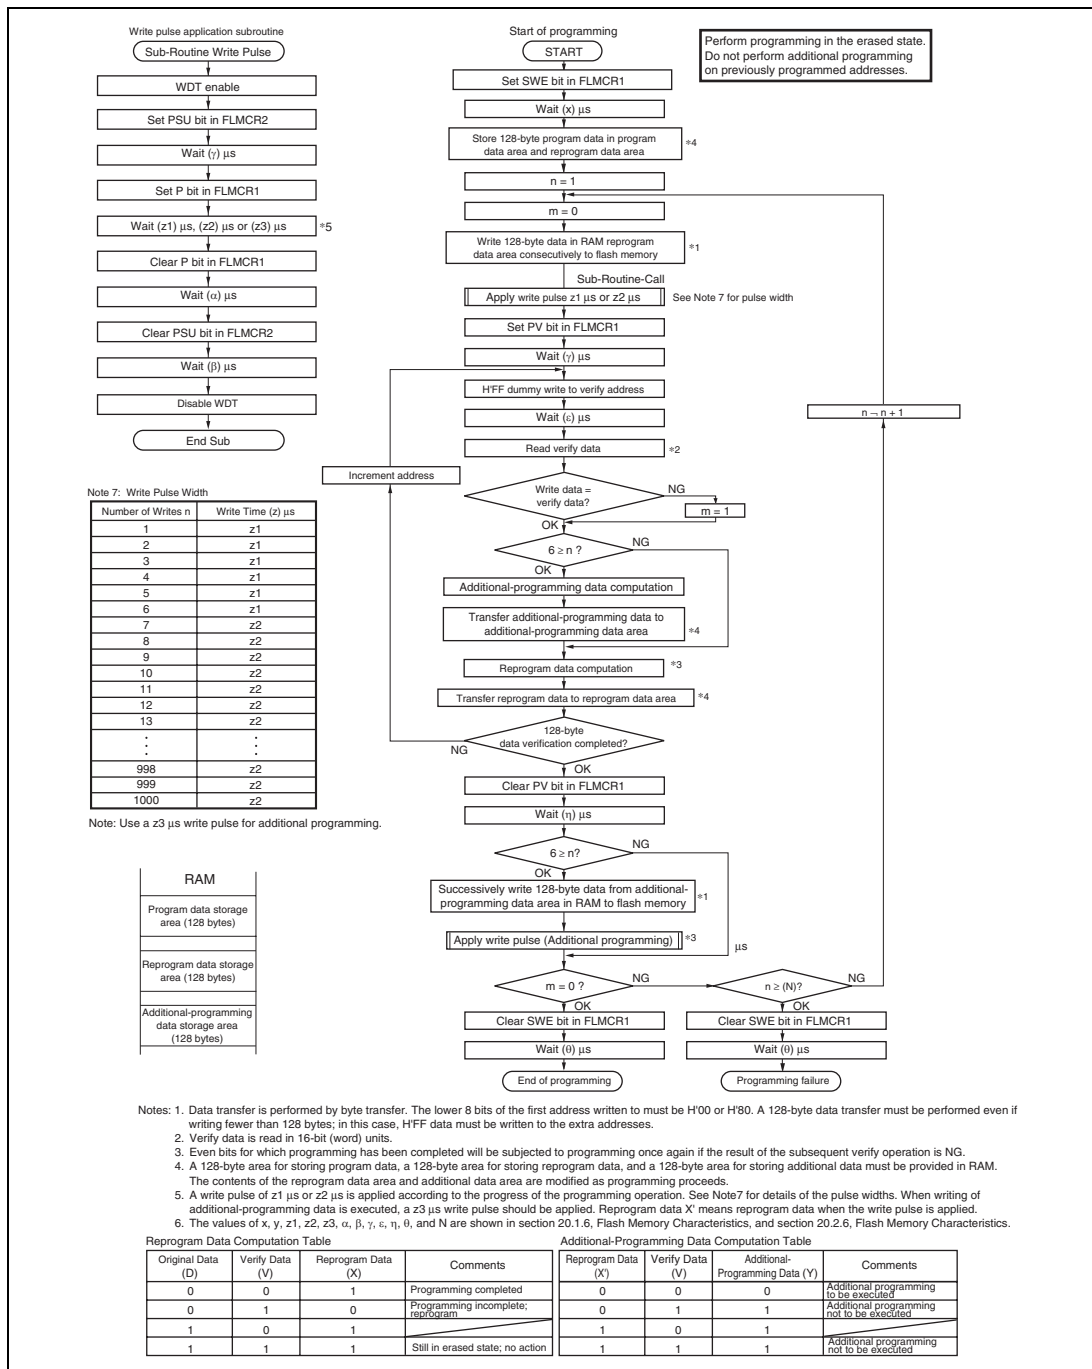 Write pulse application subroutine
Sub-Routine Write Pulse
WDT enable
Set PSU bit in FLMCR2
Wait (γ) μs
Set P bit in FLMCR1
Wait (z1) μs, (z2) μs or (z3) μs
*5
Clear P bit in FLMCR1
Wait (α) μs
Clear PSU bit in FLMCR2
Wait (β) μs
Disable WDT
End Sub
Start of programming
START
Set SWE bit in FLMCR1
Wait (x) μs
Store 128-byte program data in program
data area and reprogram data area
*4
n = 1
m = 0
Write 128-byte data in RAM reprogram
data area consecutively to flash memory
*1
Sub-Routine-Call
Apply write pulse z1 μs or z2 μs
See Note 7 for pulse width
Set PV bit in FLMCR1
Wait (γ) μs
H'FF dummy write to verify address
Wait (ε) μs
Read verify data
*2
Increment address
Write data =
verify data?
NG
m = 1
OK
6 ≥ n ?
NG
OK
Additional-programming data computation
Transfer additional-programming data to
additional-programming data area
*4
Reprogram data computation
*3
Transfer reprogram data to reprogram data area
*4
128-byte
data verification completed?
NG
OK
Clear PV bit in FLMCR1
Wait (η) μs
6 ≥ n?
NG
OK
Successively write 128-byte data from additional-
programming data area in RAM to flash memory
*1
Apply write pulse (Additional programming)
*3
μs
m = 0 ?
NG
OK
n ≥ (N)?
NG
OK
n ¬ n + 1
Clear SWE bit in FLMCR1
Clear SWE bit in FLMCR1
Wait (θ) μs
Wait (θ) μs
End of programming
Programming failure
Perform programming in the erased state.
Do not perform additional programming
on previously programmed addresses.
Note 7: Write Pulse Width
Number of Writes n Write Time (z) μs
1 z1
2 z1
3 z1
4 z1
5 z1
6 z1
7 z2
8 z2
9 z2
10 z2
11 z2
12 z2
13 z2
998 z2
999 z2
1000 z2
Note: Use a z3 μs write pulse for additional programming.
RAM
Program data storage
area (128 bytes)
Reprogram data storage
area (128 bytes)
Additional-programming
data storage area
(128 bytes)
Notes: 1. Data transfer is performed by byte transfer. The lower 8 bits of the first address written to must be H'00 or H'80. A 128-byte data transfer must be performed even if
writing fewer than 128 bytes; in this case, H'FF data must be written to the extra addresses.
2. Verify data is read in 16-bit (word) units.
3. Even bits for which programming has been completed will be subjected to programming once again if the result of the subsequent verify operation is NG.
4. A 128-byte area for storing program data, a 128-byte area for storing reprogram data, and a 128-byte area for storing additional data must be provided in RAM.
The contents of the reprogram data area and additional data area are modified as programming proceeds.
5. A write pulse of z1 μs or z2 μs is applied according to the progress of the programming operation. See Note7 for details of the pulse widths. When writing of
additional-programming data is executed, a z3 μs write pulse should be applied. Reprogram data X' means reprogram data when the write pulse is applied.
6. The values of x, y, z1, z2, z3, α, β, γ, ε, η, θ, and N are shown in section 20.1.6, Flash Memory Characteristics, and section 20.2.6, Flash Memory Characteristics.
Reprogram Data Computation Table
Original Data (D) Verify Data (V) Reprogram Data (X) Comments
0 0 1 Programming completed
0 1 0 Programming incomplete; reprogram
1 0 1
1 1 1 Still in erased state; no action
Additional-Programming Data Computation Table
Reprogram Data (X') Verify Data (V) Additional-Programming Data (Y) Comments
0 0 0 Additional programming to be executed
0 1 1 Additional programming not to be executed
1 0 1
1 1 1 Additional programming not to be executed